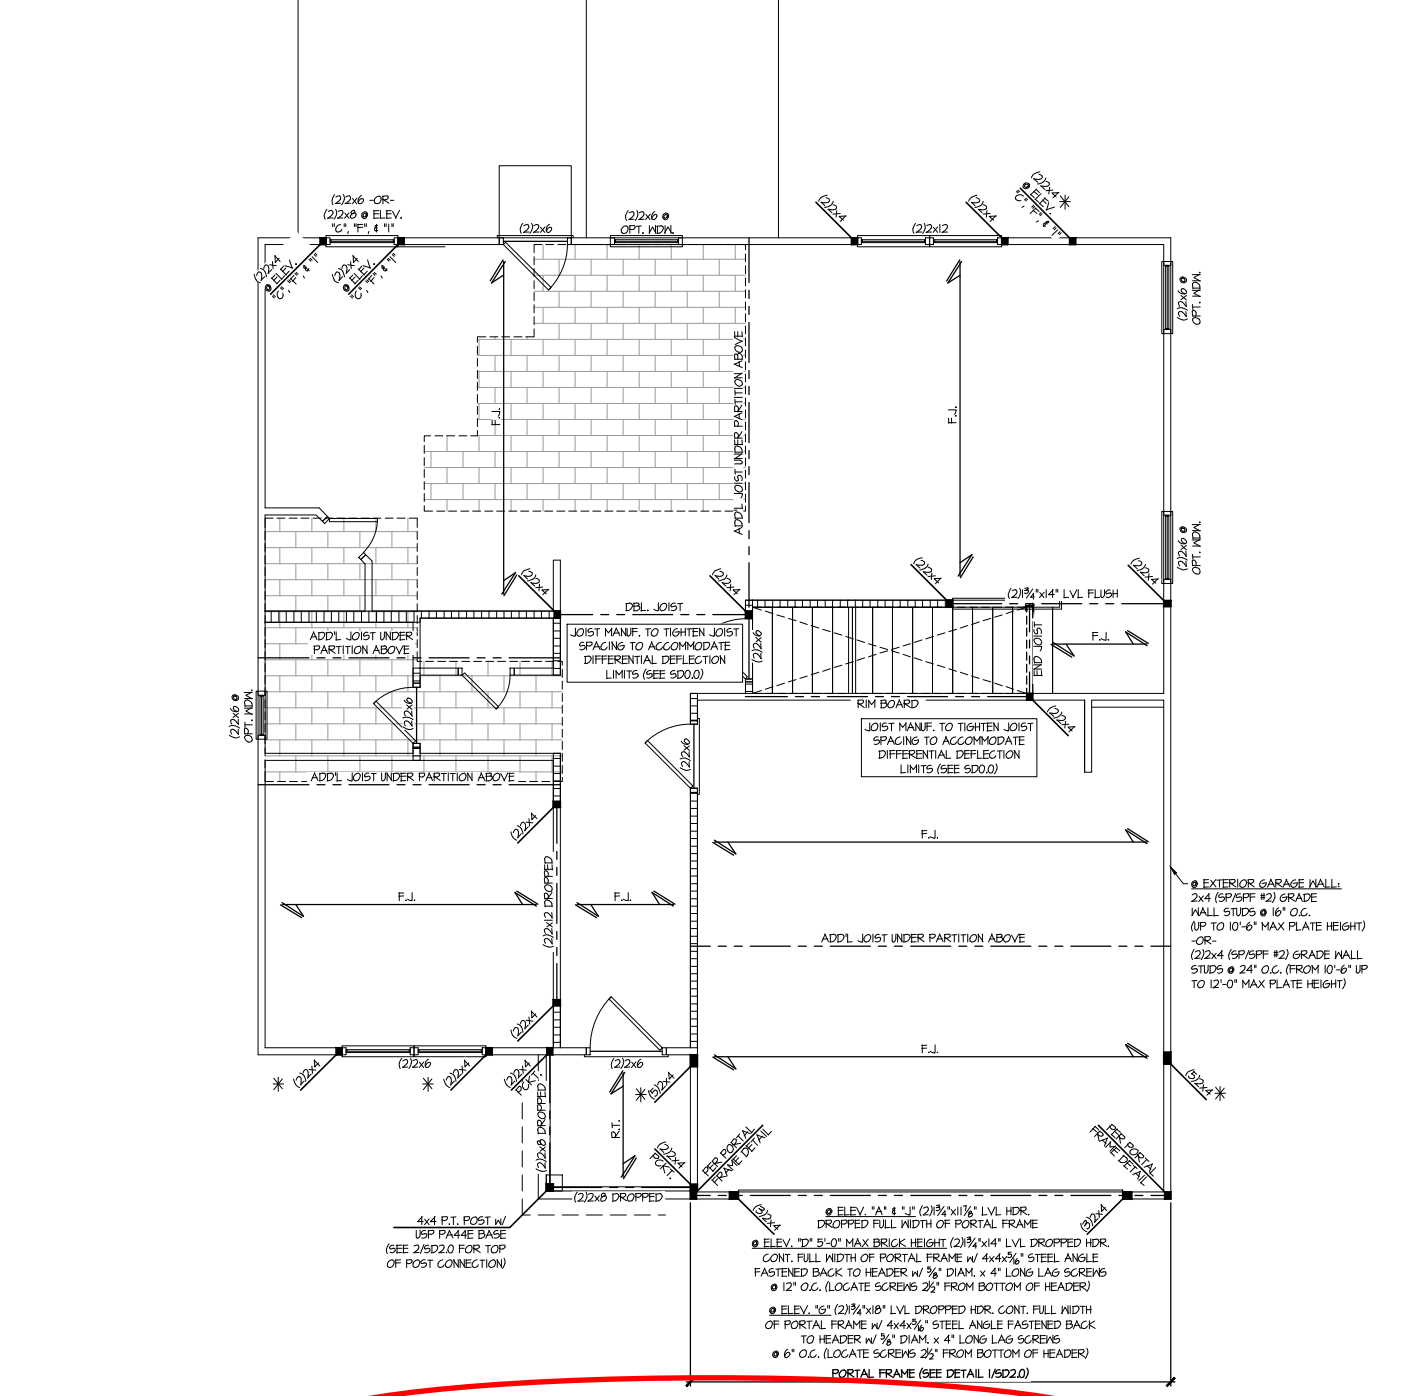 (2)2x6 -OR-
(2)2x8 @ ELEV.
"C", "F", & "I"
(2)2x6
(2)2x6 @
OPT. WDW.
(2)2x4
(2)2x12
(2)2x4
(2)2x4
@ ELEV.
"C", "F", & "I"
(2)2x4
@ ELEV.
"C", "F", & "I"
(2)2x4
@ ELEV.
"C", "F", & "I"
(2)2x6 @
OPT. WDW.
F.J.
ADD'L JOIST UNDER PARTITION ABOVE
F.J.
(2)2x6 @
OPT. WDW.
(2)2x4
(2)2x4
(2)2x4
(2)2x4
DBL. JOIST
(2)1¾"x14" LVL FLUSH
ADD'L JOIST UNDER
PARTITION ABOVE
JOIST MANUF. TO TIGHTEN JOIST
SPACING TO ACCOMMODATE
DIFFERENTIAL DEFLECTION
LIMITS (SEE SD0.0)
(2)2x6
END JOIST
F.J.
(2)2x6 @
OPT. WDW.
(2)2x6
RIM BOARD
(2)2x4
(2)2x6
JOIST MANUF. TO TIGHTEN JOIST
SPACING TO ACCOMMODATE
DIFFERENTIAL DEFLECTION
LIMITS (SEE SD0.0)
ADD'L JOIST UNDER PARTITION ABOVE
(2)2x4
F.J.
(2)2x12 DROPPED
F.J.
F.J.
@ EXTERIOR GARAGE WALL:
2x4 (SP/SPF #2) GRADE
WALL STUDS @ 16" O.C.
(UP TO 10'-6" MAX PLATE HEIGHT)
-OR-
(2)2x4 (SP/SPF #2) GRADE WALL
STUDS @ 24" O.C. (FROM 10'-6" UP
TO 12'-0" MAX PLATE HEIGHT)
ADD'L JOIST UNDER PARTITION ABOVE
(2)2x4
F.J.
(2)2x4
(2)2x6
(2)2x4
(2)2x4
PCKT.
(2)2x6
(5)2x4
(5)2x4
(2)2x8 DROPPED
R.T.
(2)2x4
PCKT.
PER PORTAL
FRAME DETAIL
PER PORTAL
FRAME DETAIL
(2)2x8 DROPPED
(3)2x4
(3)2x4
4x4 P.T. POST W/
USP PA44E BASE
(SEE 2/SD2.0 FOR TOP
OF POST CONNECTION)
@ ELEV. "A" & "J" (2)1¾"x11⅞" LVL HDR.
DROPPED FULL WIDTH OF PORTAL FRAME
@ ELEV. "D" 5'-0" MAX BRICK HEIGHT (2)1¾"x14" LVL DROPPED HDR.
CONT. FULL WIDTH OF PORTAL FRAME W/ 4x4x5⁄16" STEEL ANGLE
FASTENED BACK TO HEADER W/ ⅝" DIAM. x 4" LONG LAG SCREWS
@ 12" O.C. (LOCATE SCREWS 2½" FROM BOTTOM OF HEADER)
@ ELEV. "G" (2)1¾"x18" LVL DROPPED HDR. CONT. FULL WIDTH
OF PORTAL FRAME W/ 4x4x5⁄16" STEEL ANGLE FASTENED BACK
TO HEADER W/ ⅝" DIAM. x 4" LONG LAG SCREWS
@ 6" O.C. (LOCATE SCREWS 2½" FROM BOTTOM OF HEADER)
PORTAL FRAME (SEE DETAIL 1/SD2.0)